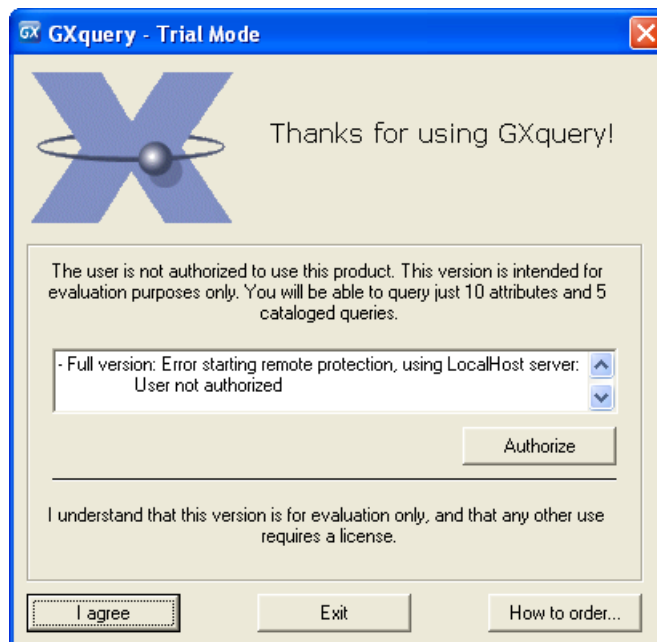 GX GXquery - Trial Mode
Thanks for using GXquery!
The user is not authorized to use this product. This version is intended for
evaluation purposes only. You will be able to query just 10 attributes and 5
cataloged queries.
- Full version: Error starting remote protection, using LocalHost server:
User not authorized
Authorize
I understand that this version is for evaluation only, and that any other use
requires a license.
I agree Exit How to order...